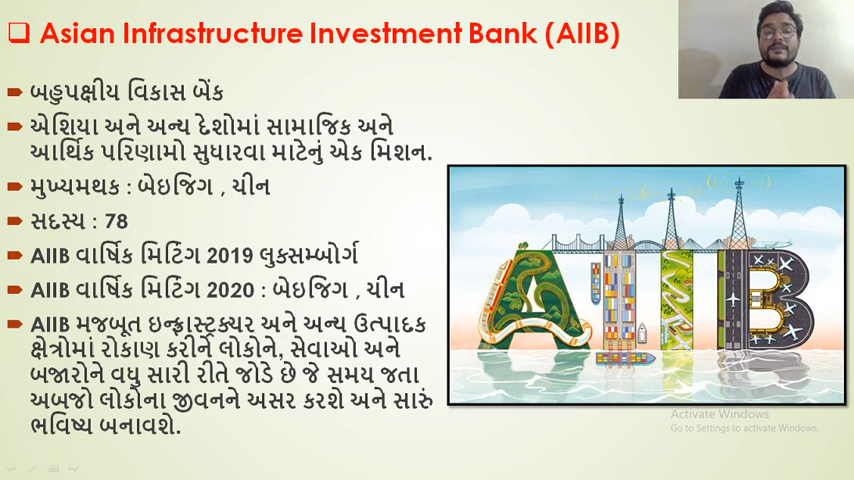 Asian Infrastructure Investment Bank (AIIB)
બહુપક્ષીય વિકાસ બેંક
એશિયા અને અન્ય દેશોમાં સામાજિક અને
આર્થિક પરિણામો સુધારવા માટેનું એક મિશન.
મુખ્યમથક : બેઇજિગ , ચીન
સદસ્ય : 78
AIIB વાર્ષિક મિટિંગ 2019 લુકસમ્બોર્ગ
AIIB વાર્ષિક મિટિંગ 2020 : બેઇજિગ , ચીન
AIIB મજબૂત ઇન્ફ્રાસ્ટ્રક્ચર અને અન્ય ઉત્પાદક
ક્ષેત્રોમાં રોકાણ કરીને લોકોને, સેવાઓ અને
બજારોને વધુ સારી રીતે જોડે છે જે સમય જતા
અબજો લોકોના જીવનને અસર કરશે અને સારું
ભવિષ્ય બનાવશે.
AIIB
Activate Windows
Go to Settings to activate Windows.